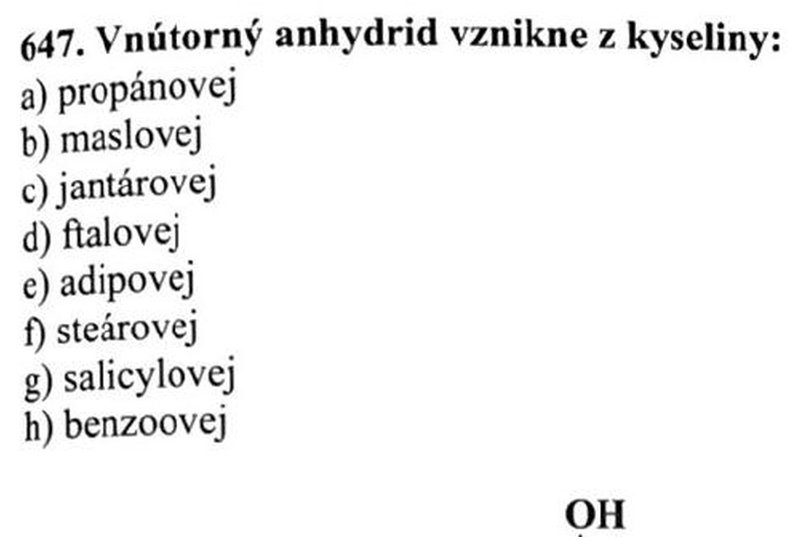 647. Vnútorný anhydrid vznikne z kyseliny:
a) propánovej
b) maslovej
c) jantárovej
d) ftalovej
e) adipovej
f) steárovej
g) salicylovej
h) benzoovej
OH